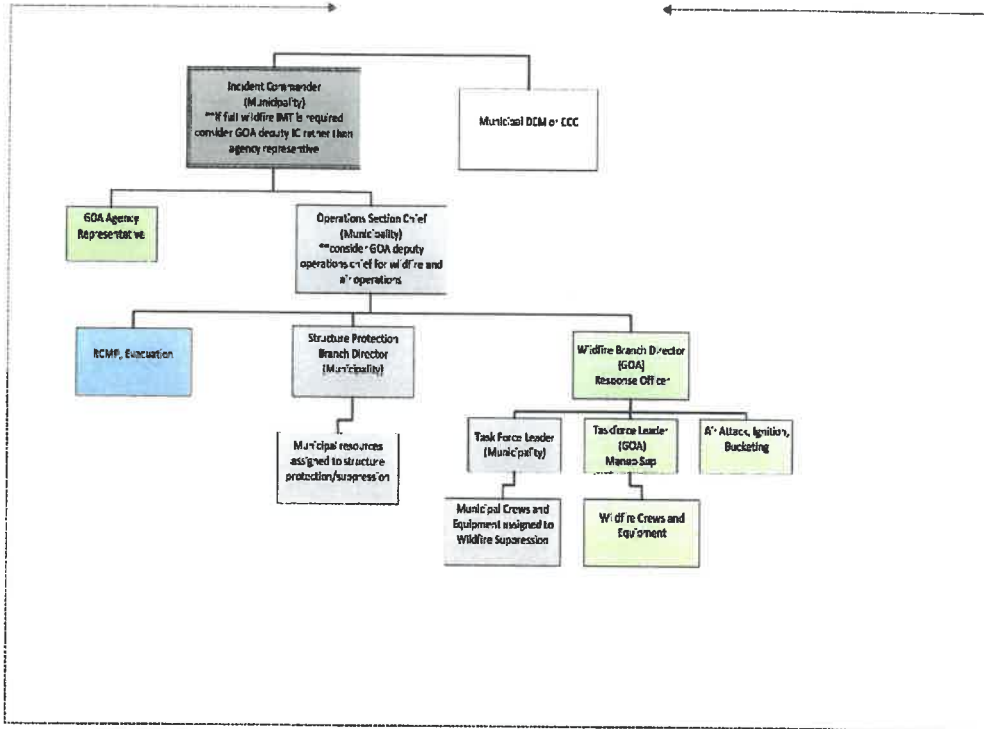 Incident Commander
(Municipality)
**If full wildfire IMT is required
consider GOA deputy IC rather than
agency representive
Municipal DEM or ECC
GOA Agency
Representative
Operations Section Chief
(Municipality)
**consider GOA deputy
operations chief for wildfire and
air operations
RCMP, Evacuation
Structure Protection
Branch Director
(Municipality)
Wildfire Branch Director
(GOA)
Response Officer
Municipal resources
assigned to structure
protection/suppression
Task Force Leader
(Municipality)
Taskforce Leader
(GOA)
Air Attack, Ignition,
Bucketing
Municipal Crews and
Equipment assigned to
Wildfire Suppression
Wildfire Crews and
Equipment